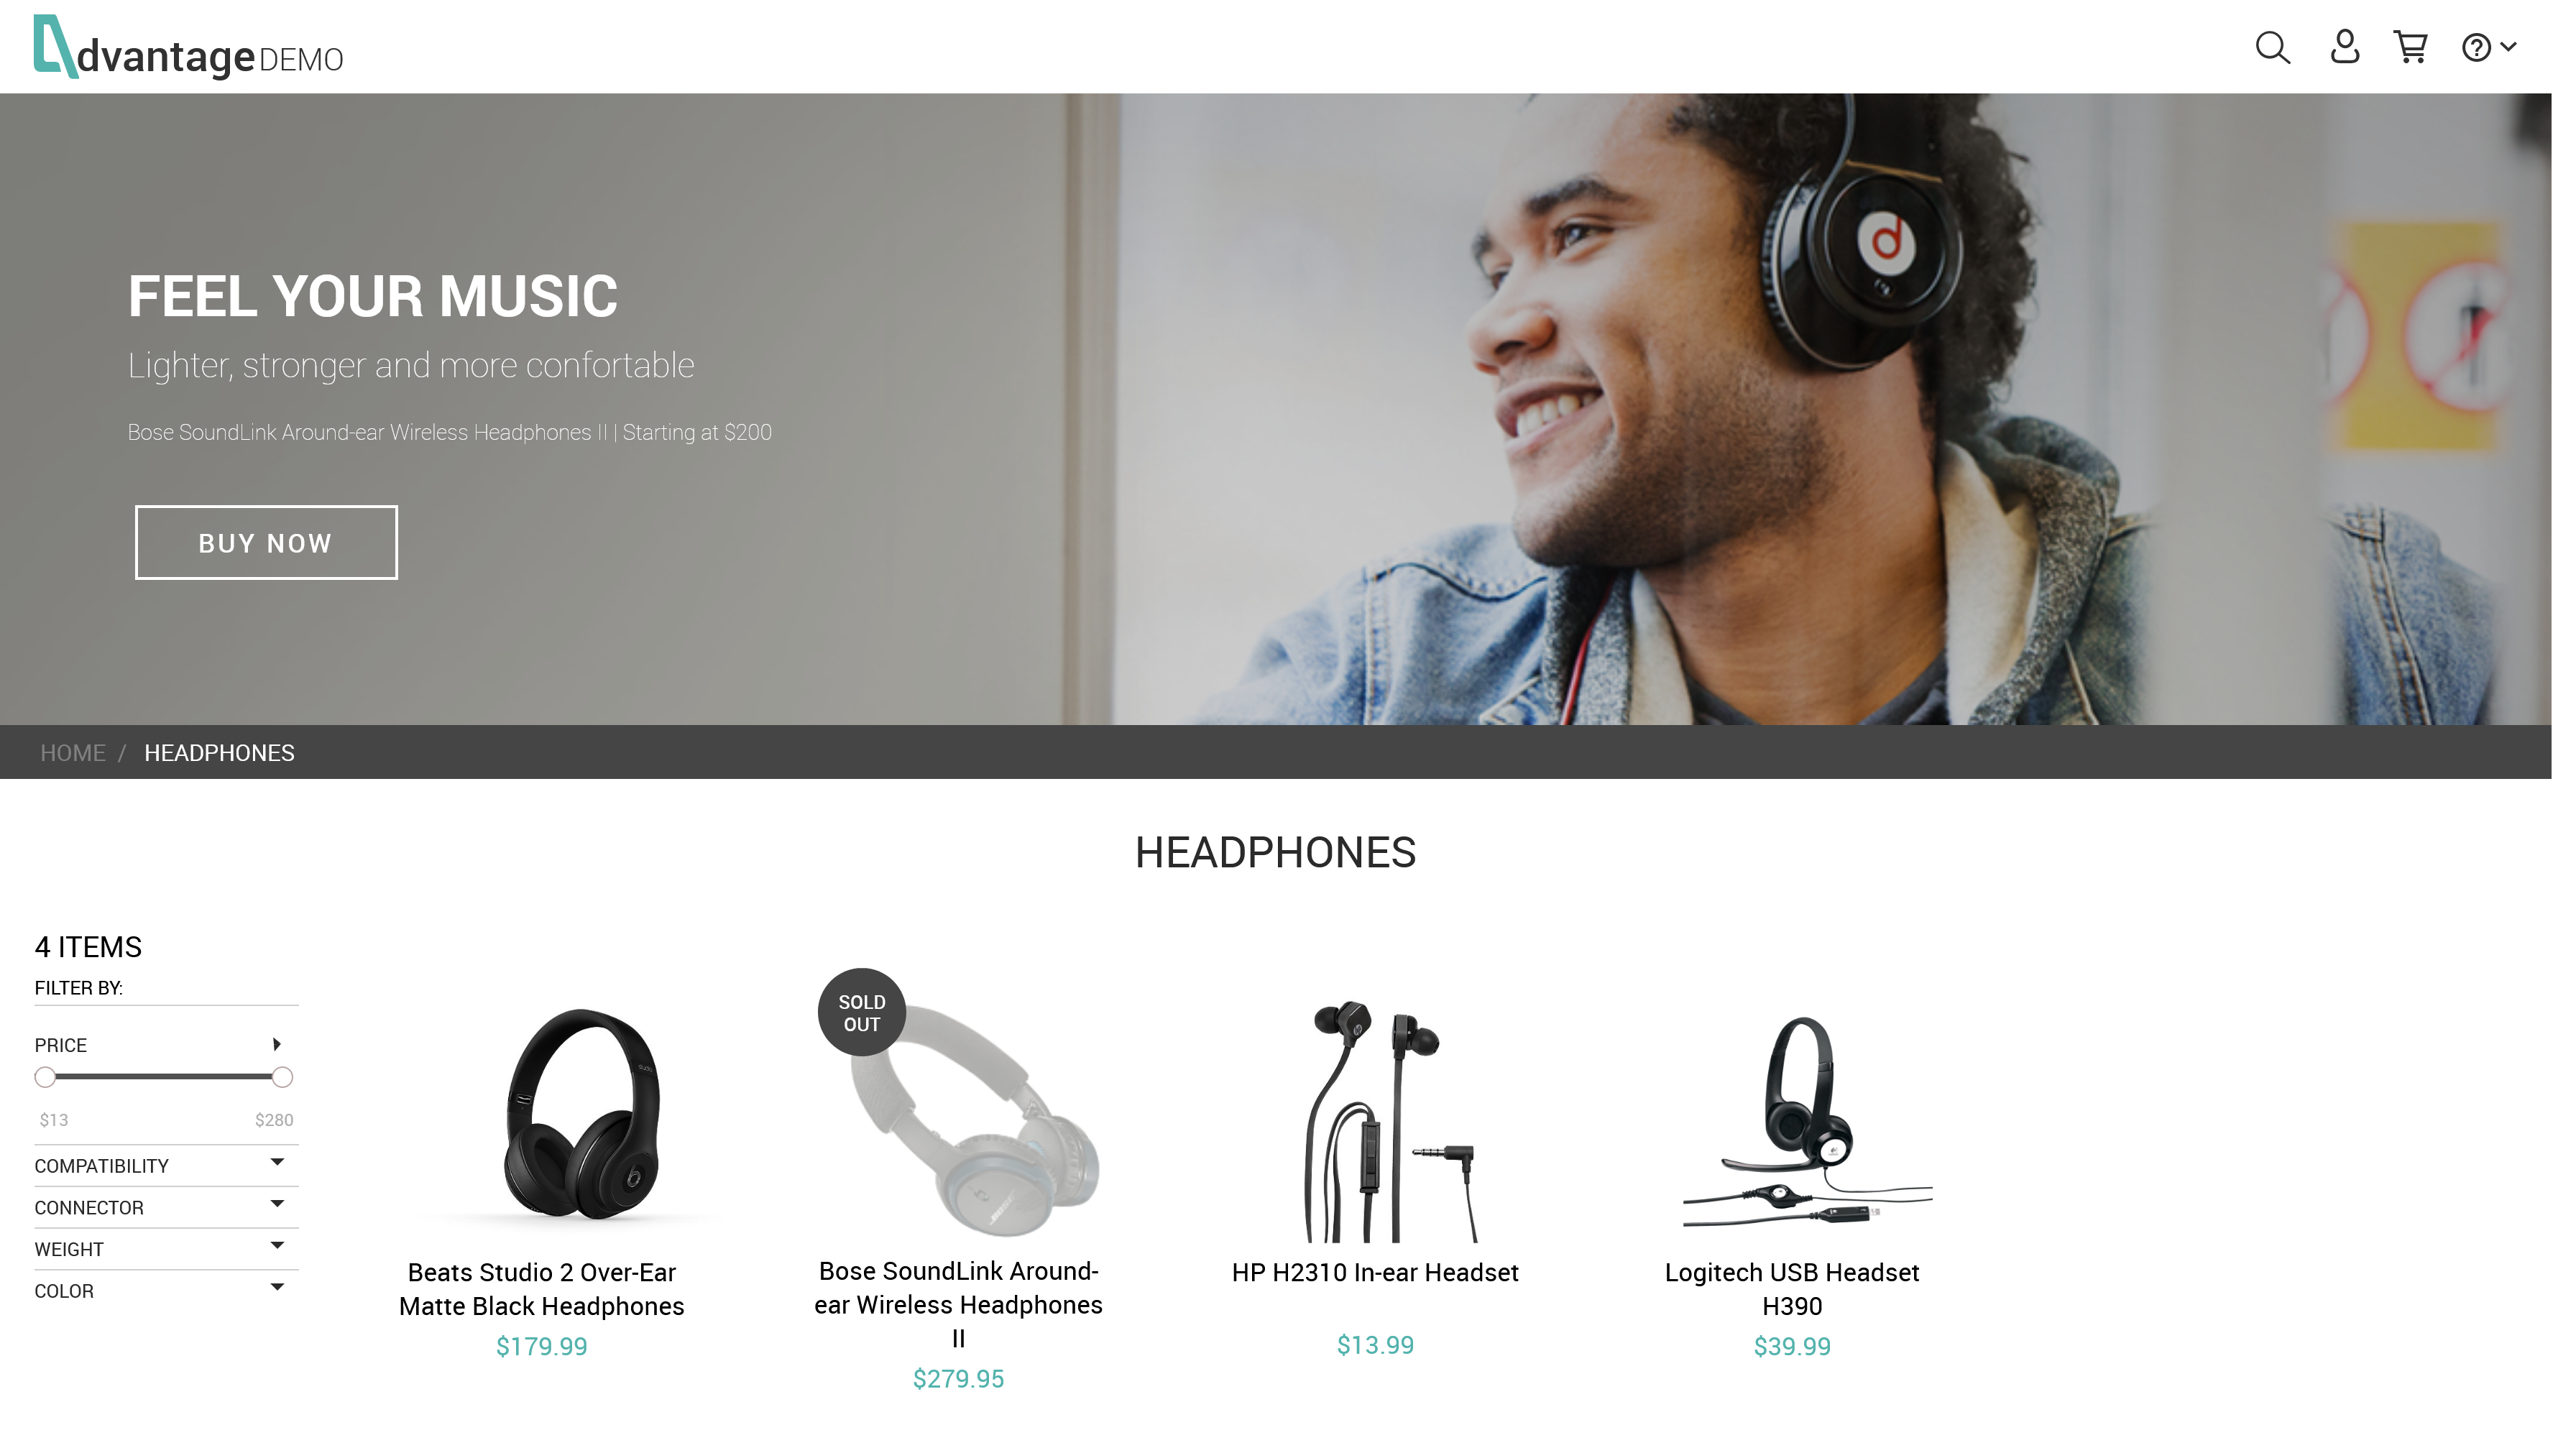 dvantage DEMO
FEEL YOUR MUSIC
Lighter, stronger and more confortable
Bose SoundLink Around-ear Wireless Headphones II | Starting at $200
BUY NOW
HOME / HEADPHONES
HEADPHONES
4 ITEMS
FILTER BY:
PRICE
$13 $280
COMPATIBILITY
CONNECTOR
WEIGHT
COLOR
Beats Studio 2 Over-Ear
Matte Black Headphones
$179.99
SOLD
OUT
Bose SoundLink Around-
ear Wireless Headphones
II
$279.95
HP H2310 In-ear Headset
$13.99
Logitech USB Headset
H390
$39.99